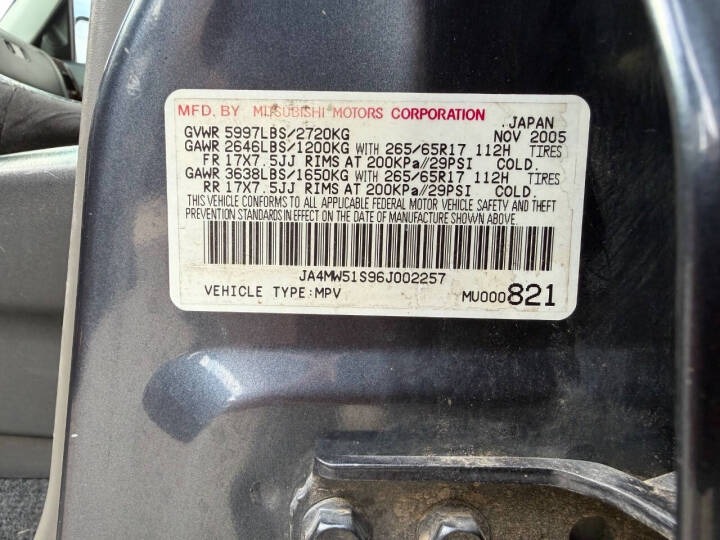 MFD. BY MITSUBISHI MOTORS CORPORATION JAPAN
GVWR 5997LBS/2720KG NOV 2005
GAWR 2646LBS/1200KG WITH 265/65R17 112H TIRES
FR 17X7.5JJ RIMS AT 200KPa//29PSI COLD.
GAWR 3638LBS/1650KG WITH 265/65R17 112H TIRES
RR 17X7.5JJ RIMS AT 200KPa//29PSI COLD.
THIS VEHICLE CONFORMS TO ALL APPLICABLE FEDERAL MOTOR VEHICLE SAFETY AND THEFT
PREVENTION STANDARDS IN EFFECT ON THE DATE OF MANUFACTURE SHOWN ABOVE.
JA4MW51S96J002257
VEHICLE TYPE:MPV MU000821